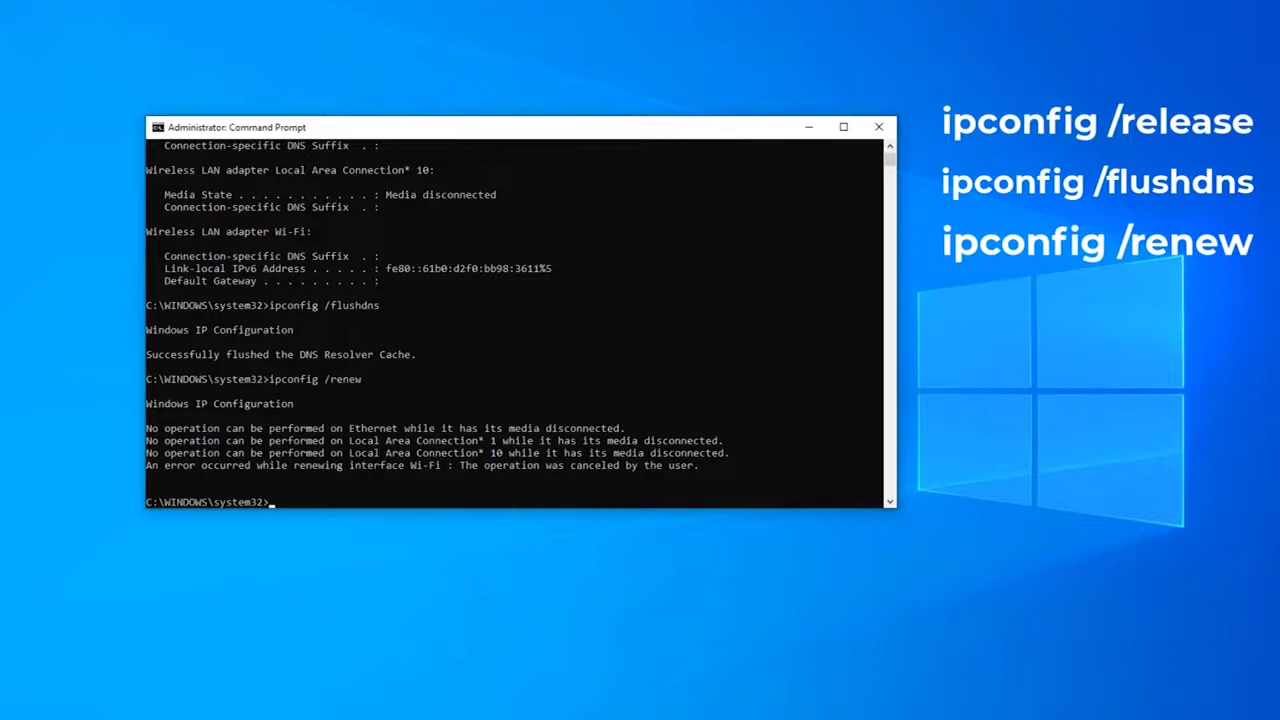 Administrator: Command Prompt
Connection-specific DNS Suffix . :
Wireless LAN adapter Local Area Connection* 10:
Media State . . . . . . . . . . . : Media disconnected
Connection-specific DNS Suffix . :
Wireless LAN adapter Wi-Fi:
Connection-specific DNS Suffix . :
Link-local IPv6 Address . . . . . : fe80::61b0:d2f0:bb98:3611%5
Default Gateway . . . . . . . . . :
C:\WINDOWS\system32>ipconfig /flushdns
Windows IP Configuration
Successfully flushed the DNS Resolver Cache.
C:\WINDOWS\system32>ipconfig /renew
Windows IP Configuration
No operation can be performed on Ethernet while it has its media disconnected.
No operation can be performed on Local Area Connection* 1 while it has its media disconnected.
No operation can be performed on Local Area Connection* 10 while it has its media disconnected.
An error occurred while renewing interface Wi-Fi : The operation was canceled by the user.
C:\WINDOWS\system32>
ipconfig /release
ipconfig /flushdns
ipconfig /renew